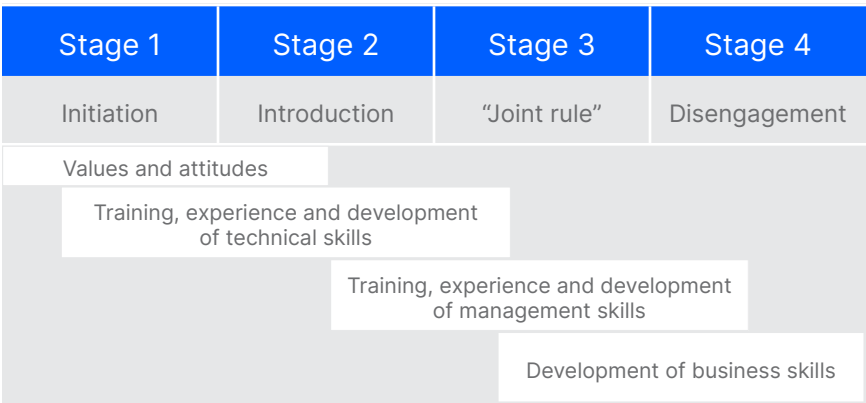 Stage 1
Stage 2
Stage 3
Stage 4
Initiation
Introduction
“Joint rule”
Disengagement
Values and attitudes
Training, experience and development
of technical skills
Training, experience and development
of management skills
Development of business skills